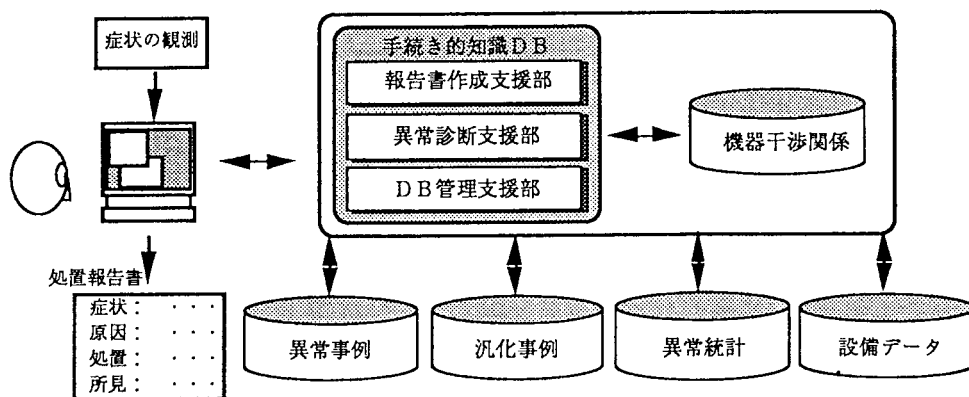 症状の観測
手続き的知識DB
報告書作成支援部
異常診断支援部
DB管理支援部
機器干渉関係
処置報告書
症状: ・・・
原因: ・・・
処置: ・・・
所見: ・・・
異常事例
汎化事例
異常統計
設備データ